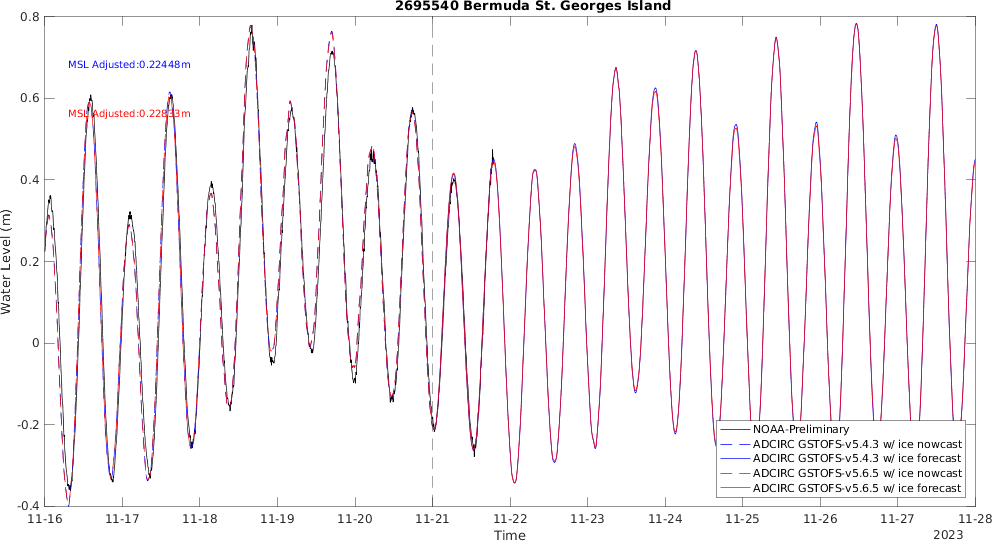 2695540 Bermuda St. Georges Island
0.8
0.6
0.4
0.2
0
-0.2
-0.4
Water Level (m)
MSL Adjusted:0.22448m
MSL Adjusted:0.22833m
NOAA-Preliminary
ADCIRC GSTOFS-v5.4.3 w/ ice nowcast
ADCIRC GSTOFS-v5.4.3 w/ ice forecast
ADCIRC GSTOFS-v5.6.5 w/ ice nowcast
ADCIRC GSTOFS-v5.6.5 w/ ice forecast
11-16 11-17 11-18 11-19 11-20 11-21 11-22 11-23 11-24 11-25 11-26 11-27 11-28
Time
2023